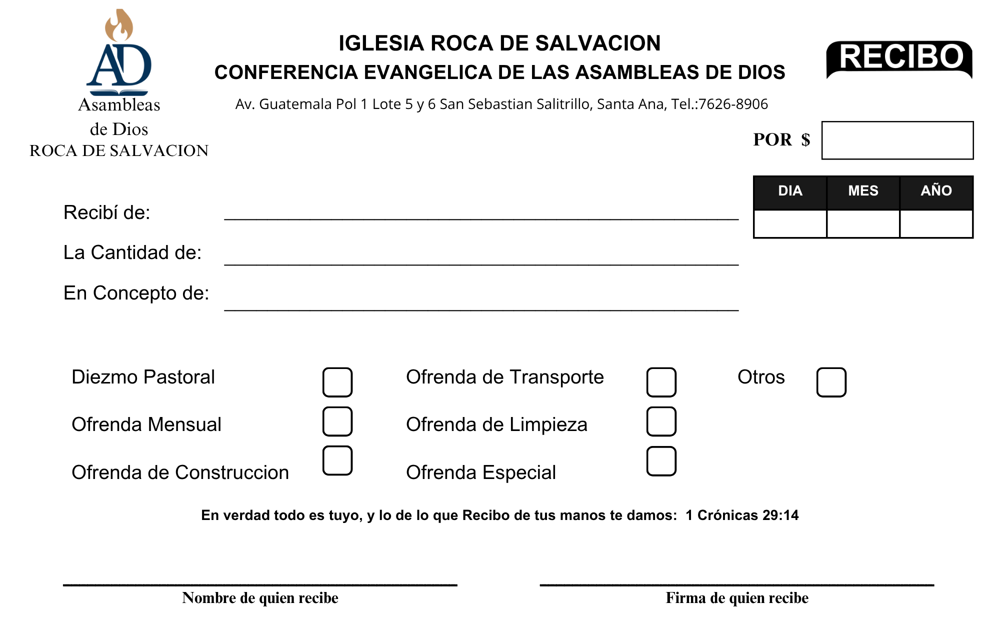 AD
Asambleas
de Dios
ROCA DE SALVACION
IGLESIA ROCA DE SALVACION
CONFERENCIA EVANGELICA DE LAS ASAMBLEAS DE DIOS
Av. Guatemala Pol 1 Lote 5 y 6 San Sebastian Salitrillo, Santa Ana, Tel.:7626-8906
RECIBO
POR $
DIA MES AÑO
Recibí de:
La Cantidad de:
En Concepto de:
Diezmo Pastoral Ofrenda de Transporte Otros
Ofrenda Mensual Ofrenda de Limpieza
Ofrenda de Construccion Ofrenda Especial
En verdad todo es tuyo, y lo de lo que Recibo de tus manos te damos: 1 Crónicas 29:14
Nombre de quien recibe Firma de quien recibe